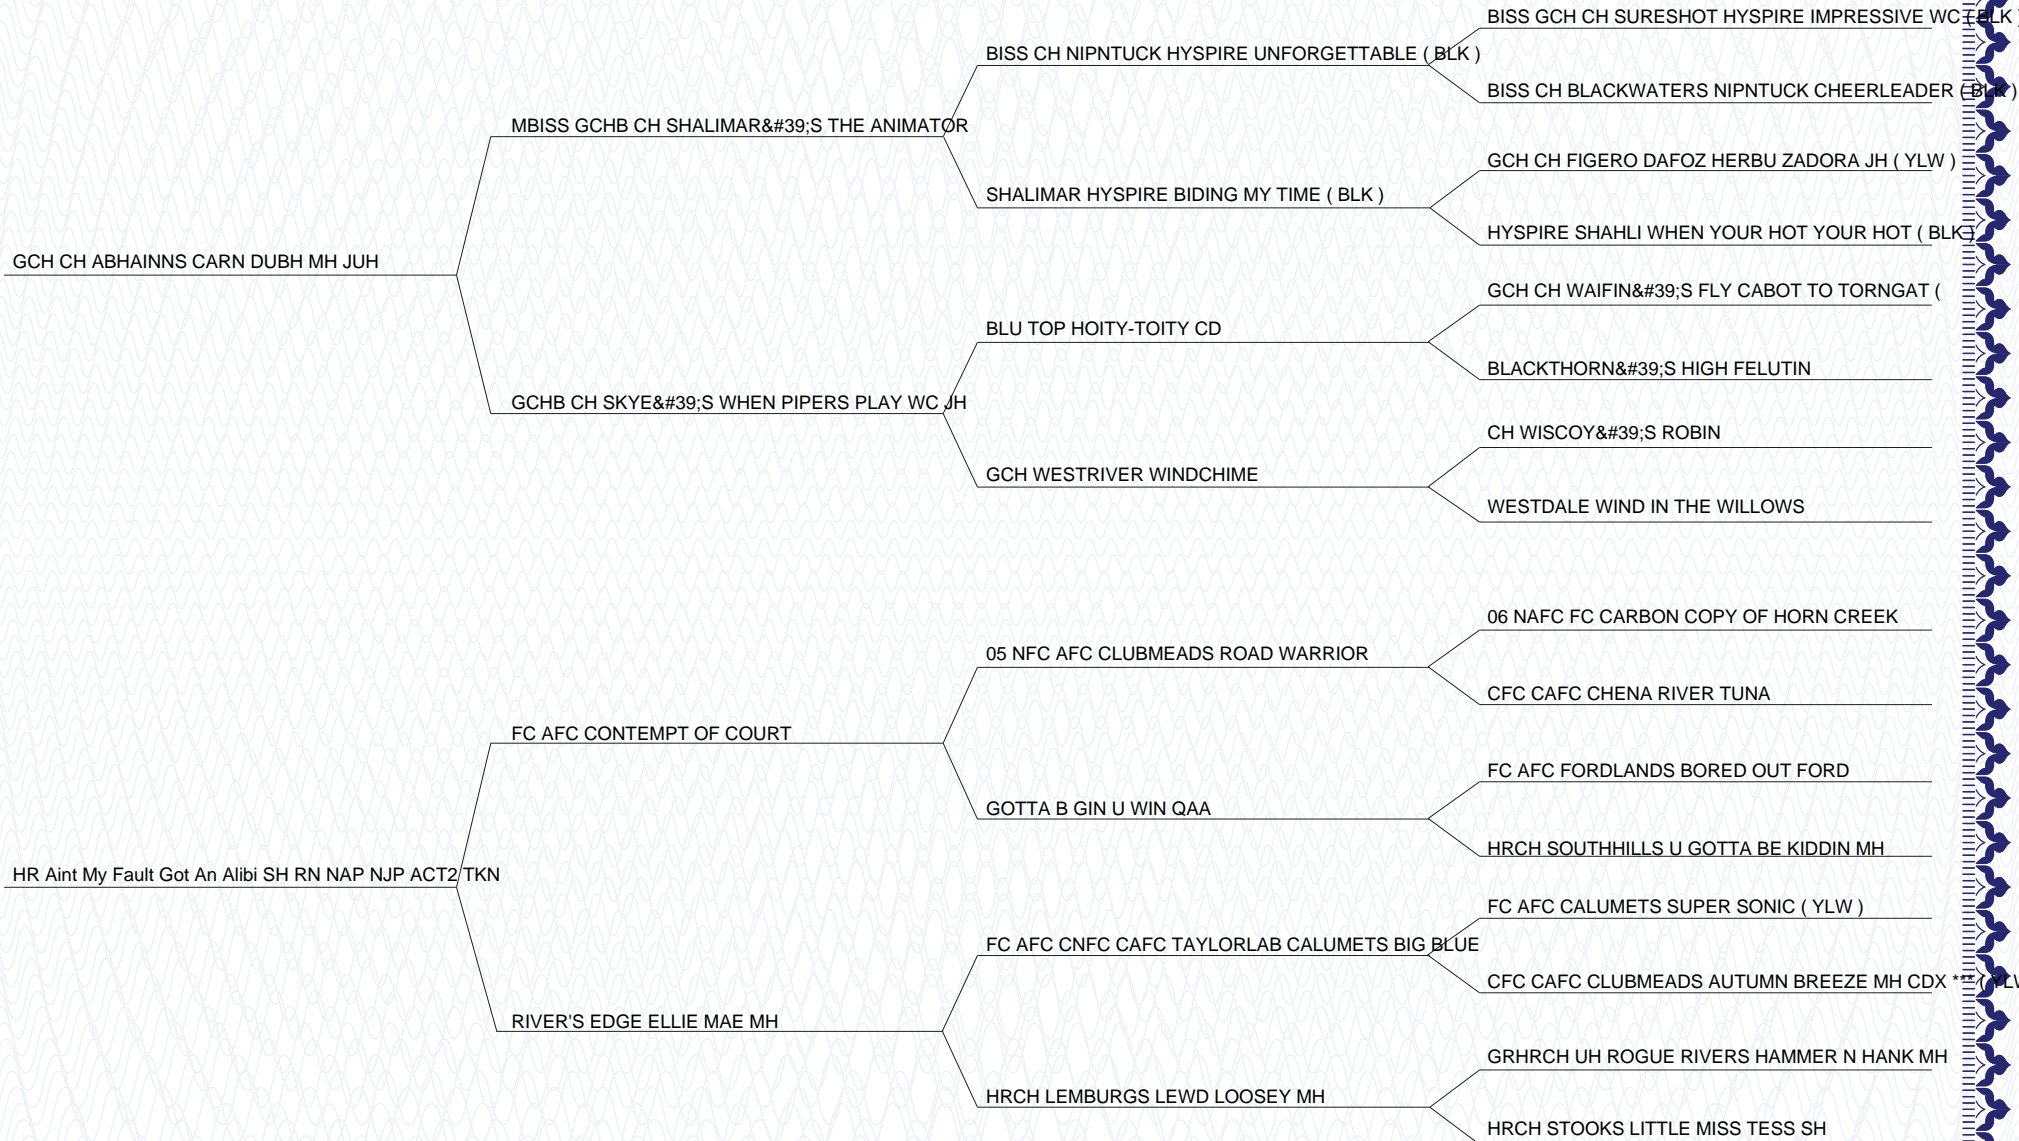 BISS GCH CH SURESHOT HYSPIRE IMPRESSIVE WC ( BLK )
BISS CH NIPNTUCK HYSPIRE UNFORGETTABLE ( BLK )
BISS CH BLACKWATERS NIPNTUCK CHEERLEADER ( BLK )
MBISS GCHB CH SHALIMAR&#39;S THE ANIMATOR
GCH CH FIGERO DAFOZ HERBU ZADORA JH ( YLW )
SHALIMAR HYSPIRE BIDING MY TIME ( BLK )
HYSPIRE SHAHLI WHEN YOUR HOT YOUR HOT ( BLK )
GCH CH ABHAINNS CARN DUBH MH JUH
GCH CH WAIFIN&#39;S FLY CABOT TO TORNGAT (
BLU TOP HOITY-TOITY CD
BLACKTHORN&#39;S HIGH FELUTIN
GCHB CH SKYE&#39;S WHEN PIPERS PLAY WC JH
CH WISCOY&#39;S ROBIN
GCH WESTRIVER WINDCHIME
WESTDALE WIND IN THE WILLOWS
06 NAFC FC CARBON COPY OF HORN CREEK
05 NFC AFC CLUBMEADS ROAD WARRIOR
CFC CAFC CHENA RIVER TUNA
FC AFC CONTEMPT OF COURT
FC AFC FORDLANDS BORED OUT FORD
GOTTA B GIN U WIN QAA
HRCH SOUTHHILLS U GOTTA BE KIDDIN MH
HR Aint My Fault Got An Alibi SH RN NAP NJP ACT2 TKN
FC AFC CALUMETS SUPER SONIC ( YLW )
FC AFC CNFC CAFC TAYLORLAB CALUMETS BIG BLUE
CFC CAFC CLUBMEADS AUTUMN BREEZE MH CDX *** ( YLW
RIVER'S EDGE ELLIE MAE MH
GRHRCH UH ROGUE RIVERS HAMMER N HANK MH
HRCH LEMBURGS LEWD LOOSEY MH
HRCH STOOKS LITTLE MISS TESS SH